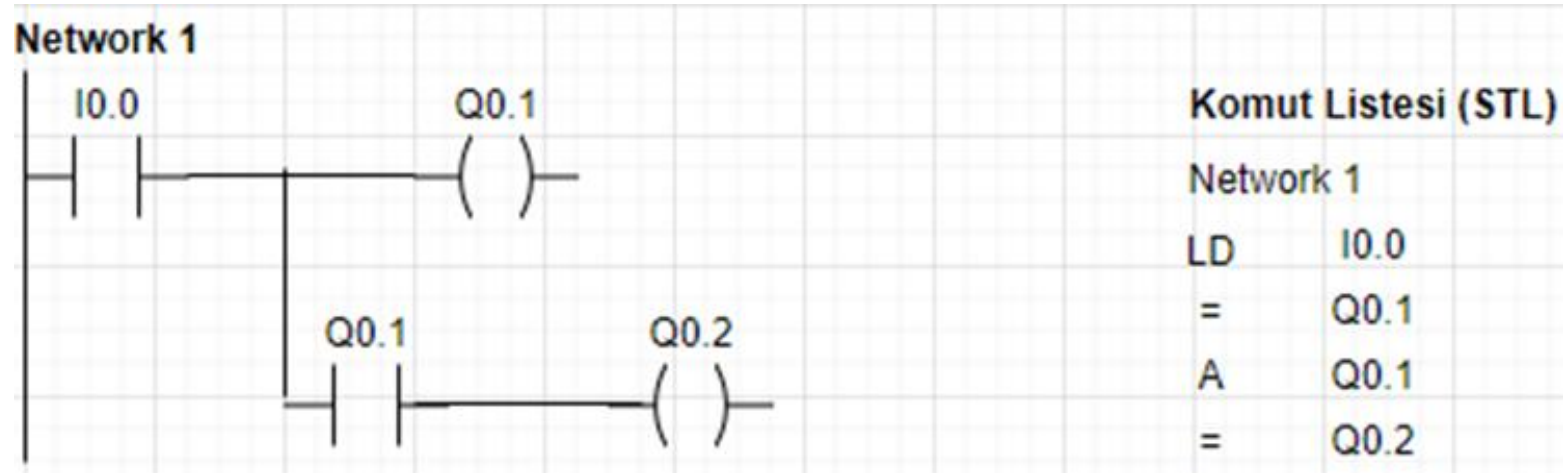 Network 1
I0.0 Q0.1
Q0.1 Q0.2
Komut Listesi (STL)
Network 1
LD I0.0
= Q0.1
A Q0.1
= Q0.2